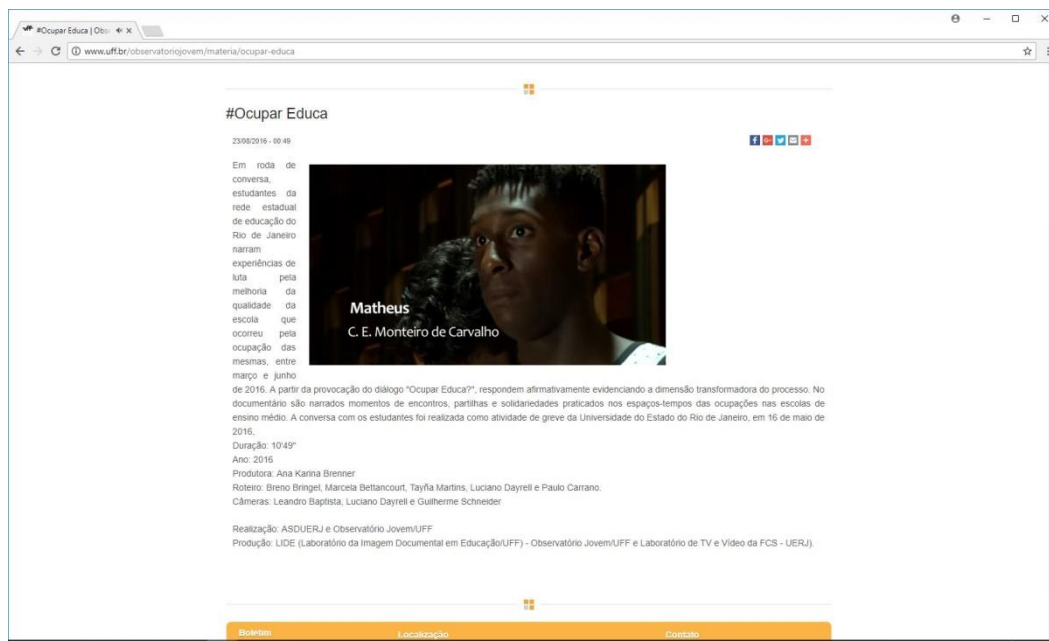 uff #Ocupar Educa | Obs
www.uff.br/observatoriojovem/materia/ocupar-educa
#Ocupar Educa
23/08/2016 - 00:49
Em roda de
conversa,
estudantes da
rede estadual
de educação do
Rio de Janeiro
narram
experiências de
luta pela
melhoria da
qualidade da
escola que
ocorreu pela
ocupação das
mesmas, entre
março e junho
Matheus
C. E. Monteiro de Carvalho
de 2016. A partir da provocação do diálogo "Ocupar Educa?", respondem afirmativamente evidenciando a dimensão transformadora do processo. No
documentário são narrados momentos de encontros, partilhas e solidariedades praticados nos espaços-tempos das ocupações nas escolas de
ensino médio. A conversa com os estudantes foi realizada como atividade de greve da Universidade do Estado do Rio de Janeiro, em 16 de maio de
2016.
Duração: 10'49"
Ano: 2016
Produtora: Ana Karina Brenner
Roteiro: Breno Bringel, Marcela Bettancourt, Tayña Martins, Luciano Dayrell e Paulo Carrano.
Câmeras: Leandro Baptista, Luciano Dayrell e Guilherme Schneider
Realização: ASDUERJ e Observatório Jovem/UFF
Produção: LIDE (Laboratório da Imagem Documental em Educação/UFF) - Observatório Jovem/UFF e Laboratório de TV e Vídeo da FCS - UERJ).
Boletim
Localização
Contato